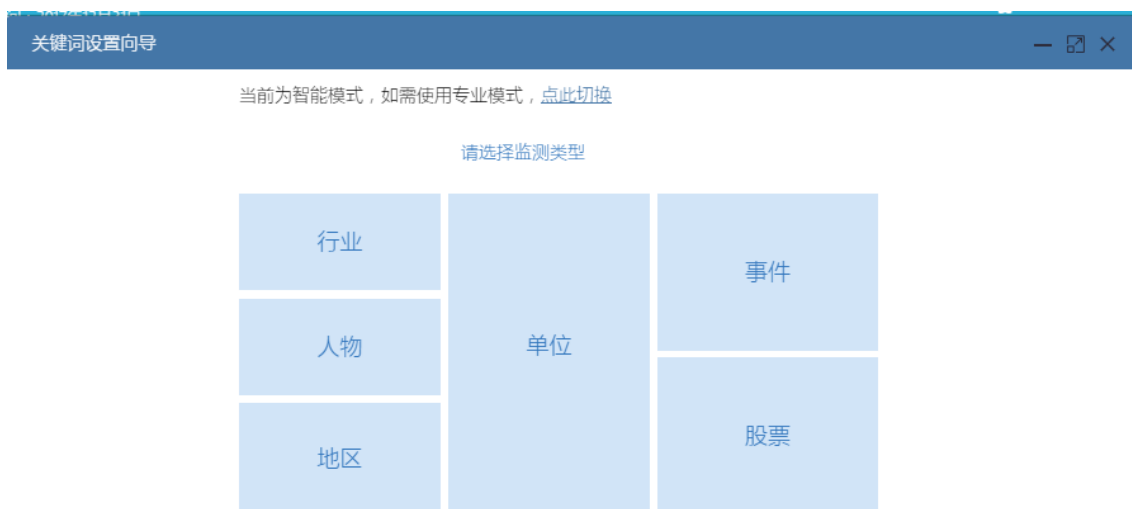 关键词设置向导
当前为智能模式，如需使用专业模式，点此切换
请选择监测类型
行业
人物
地区
单位
事件
股票